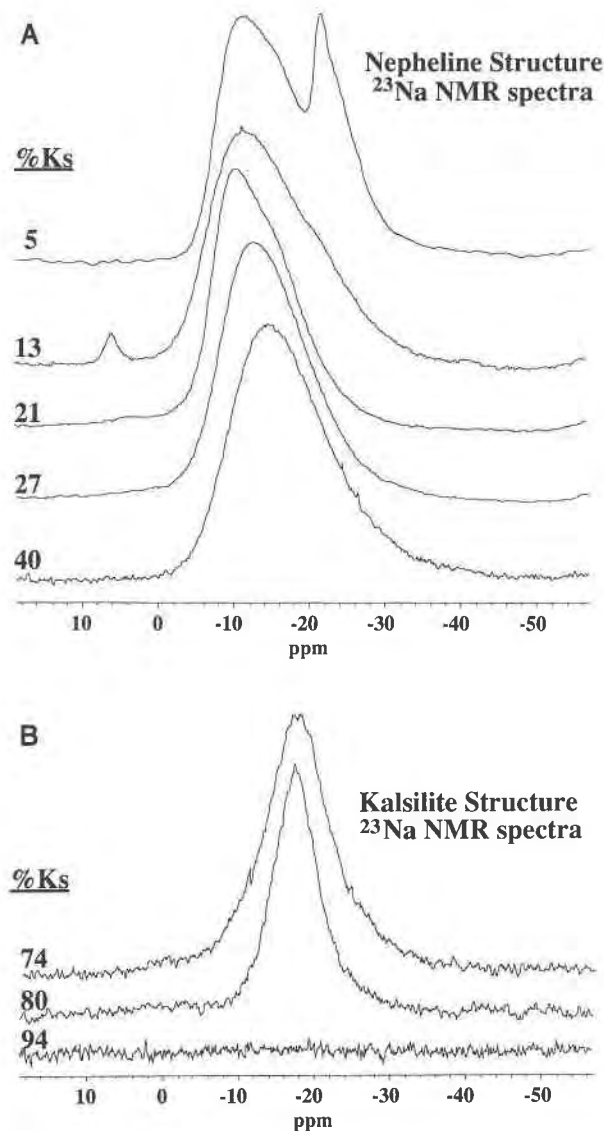 A
Nepheline Structure
²³Na NMR spectra
%Ks
5
13
21
27
40
10 0 -10 -20 -30 -40 -50
ppm
B
Kalsilite Structure
²³Na NMR spectra
%Ks
74
80
94
10 0 -10 -20 -30 -40 -50
ppm